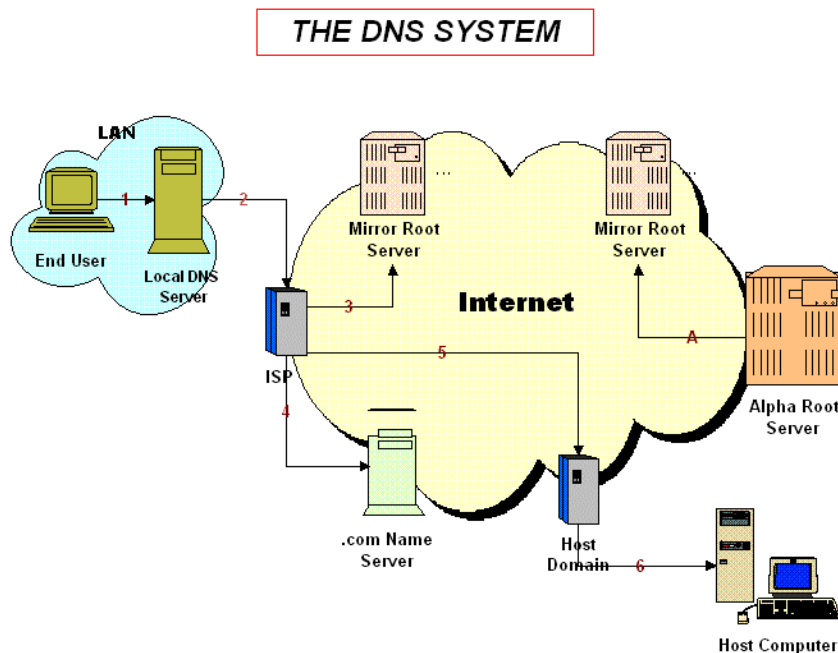 THE DNS SYSTEM
LAN
End User
1
Local DNS
Server
2
Mirror Root
Server
...
Mirror Root
Server
...
Internet
ISP
3
4
5
A
Alpha Root
Server
.com Name
Server
Host
Domain
6
Host Computer